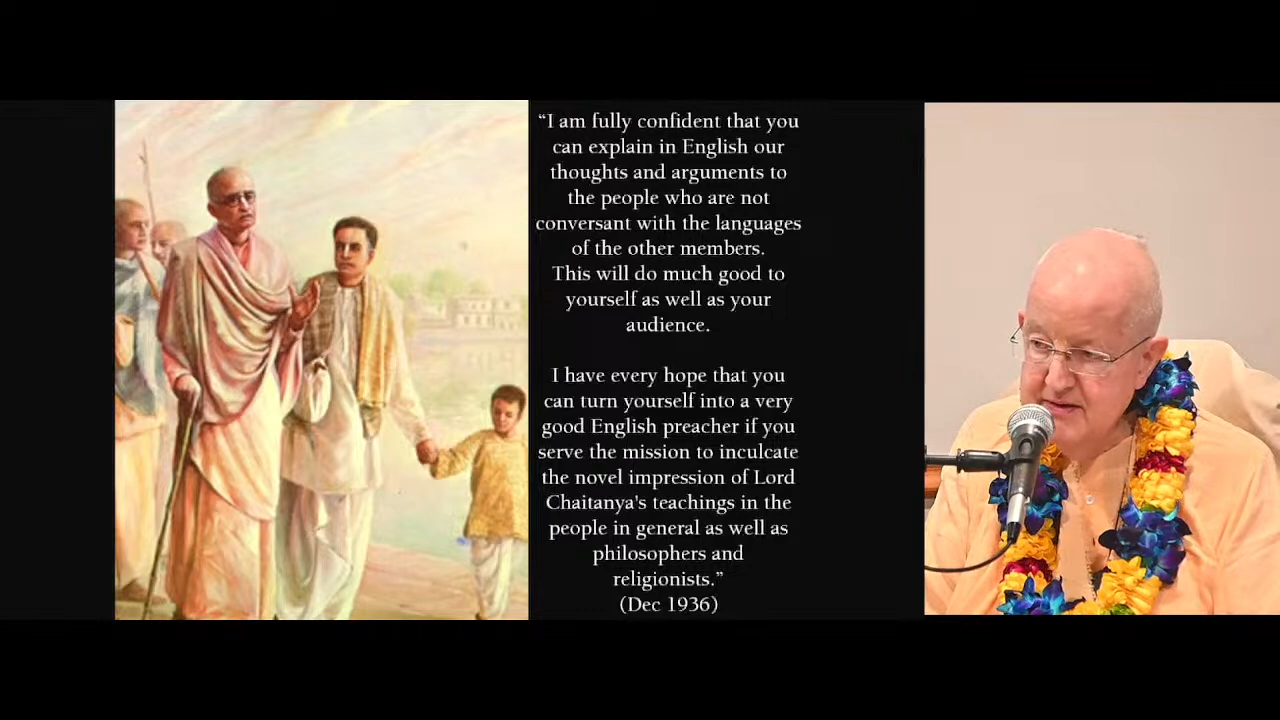 “I am fully confident that you
can explain in English our
thoughts and arguments to
the people who are not
conversant with the languages
of the other members.
This will do much good to
yourself as well as your
audience.
I have every hope that you
can turn yourself into a very
good English preacher if you
serve the mission to inculcate
the novel impression of Lord
Chaitanya's teachings in the
people in general as well as
philosophers and
religionists.”
(Dec 1936)